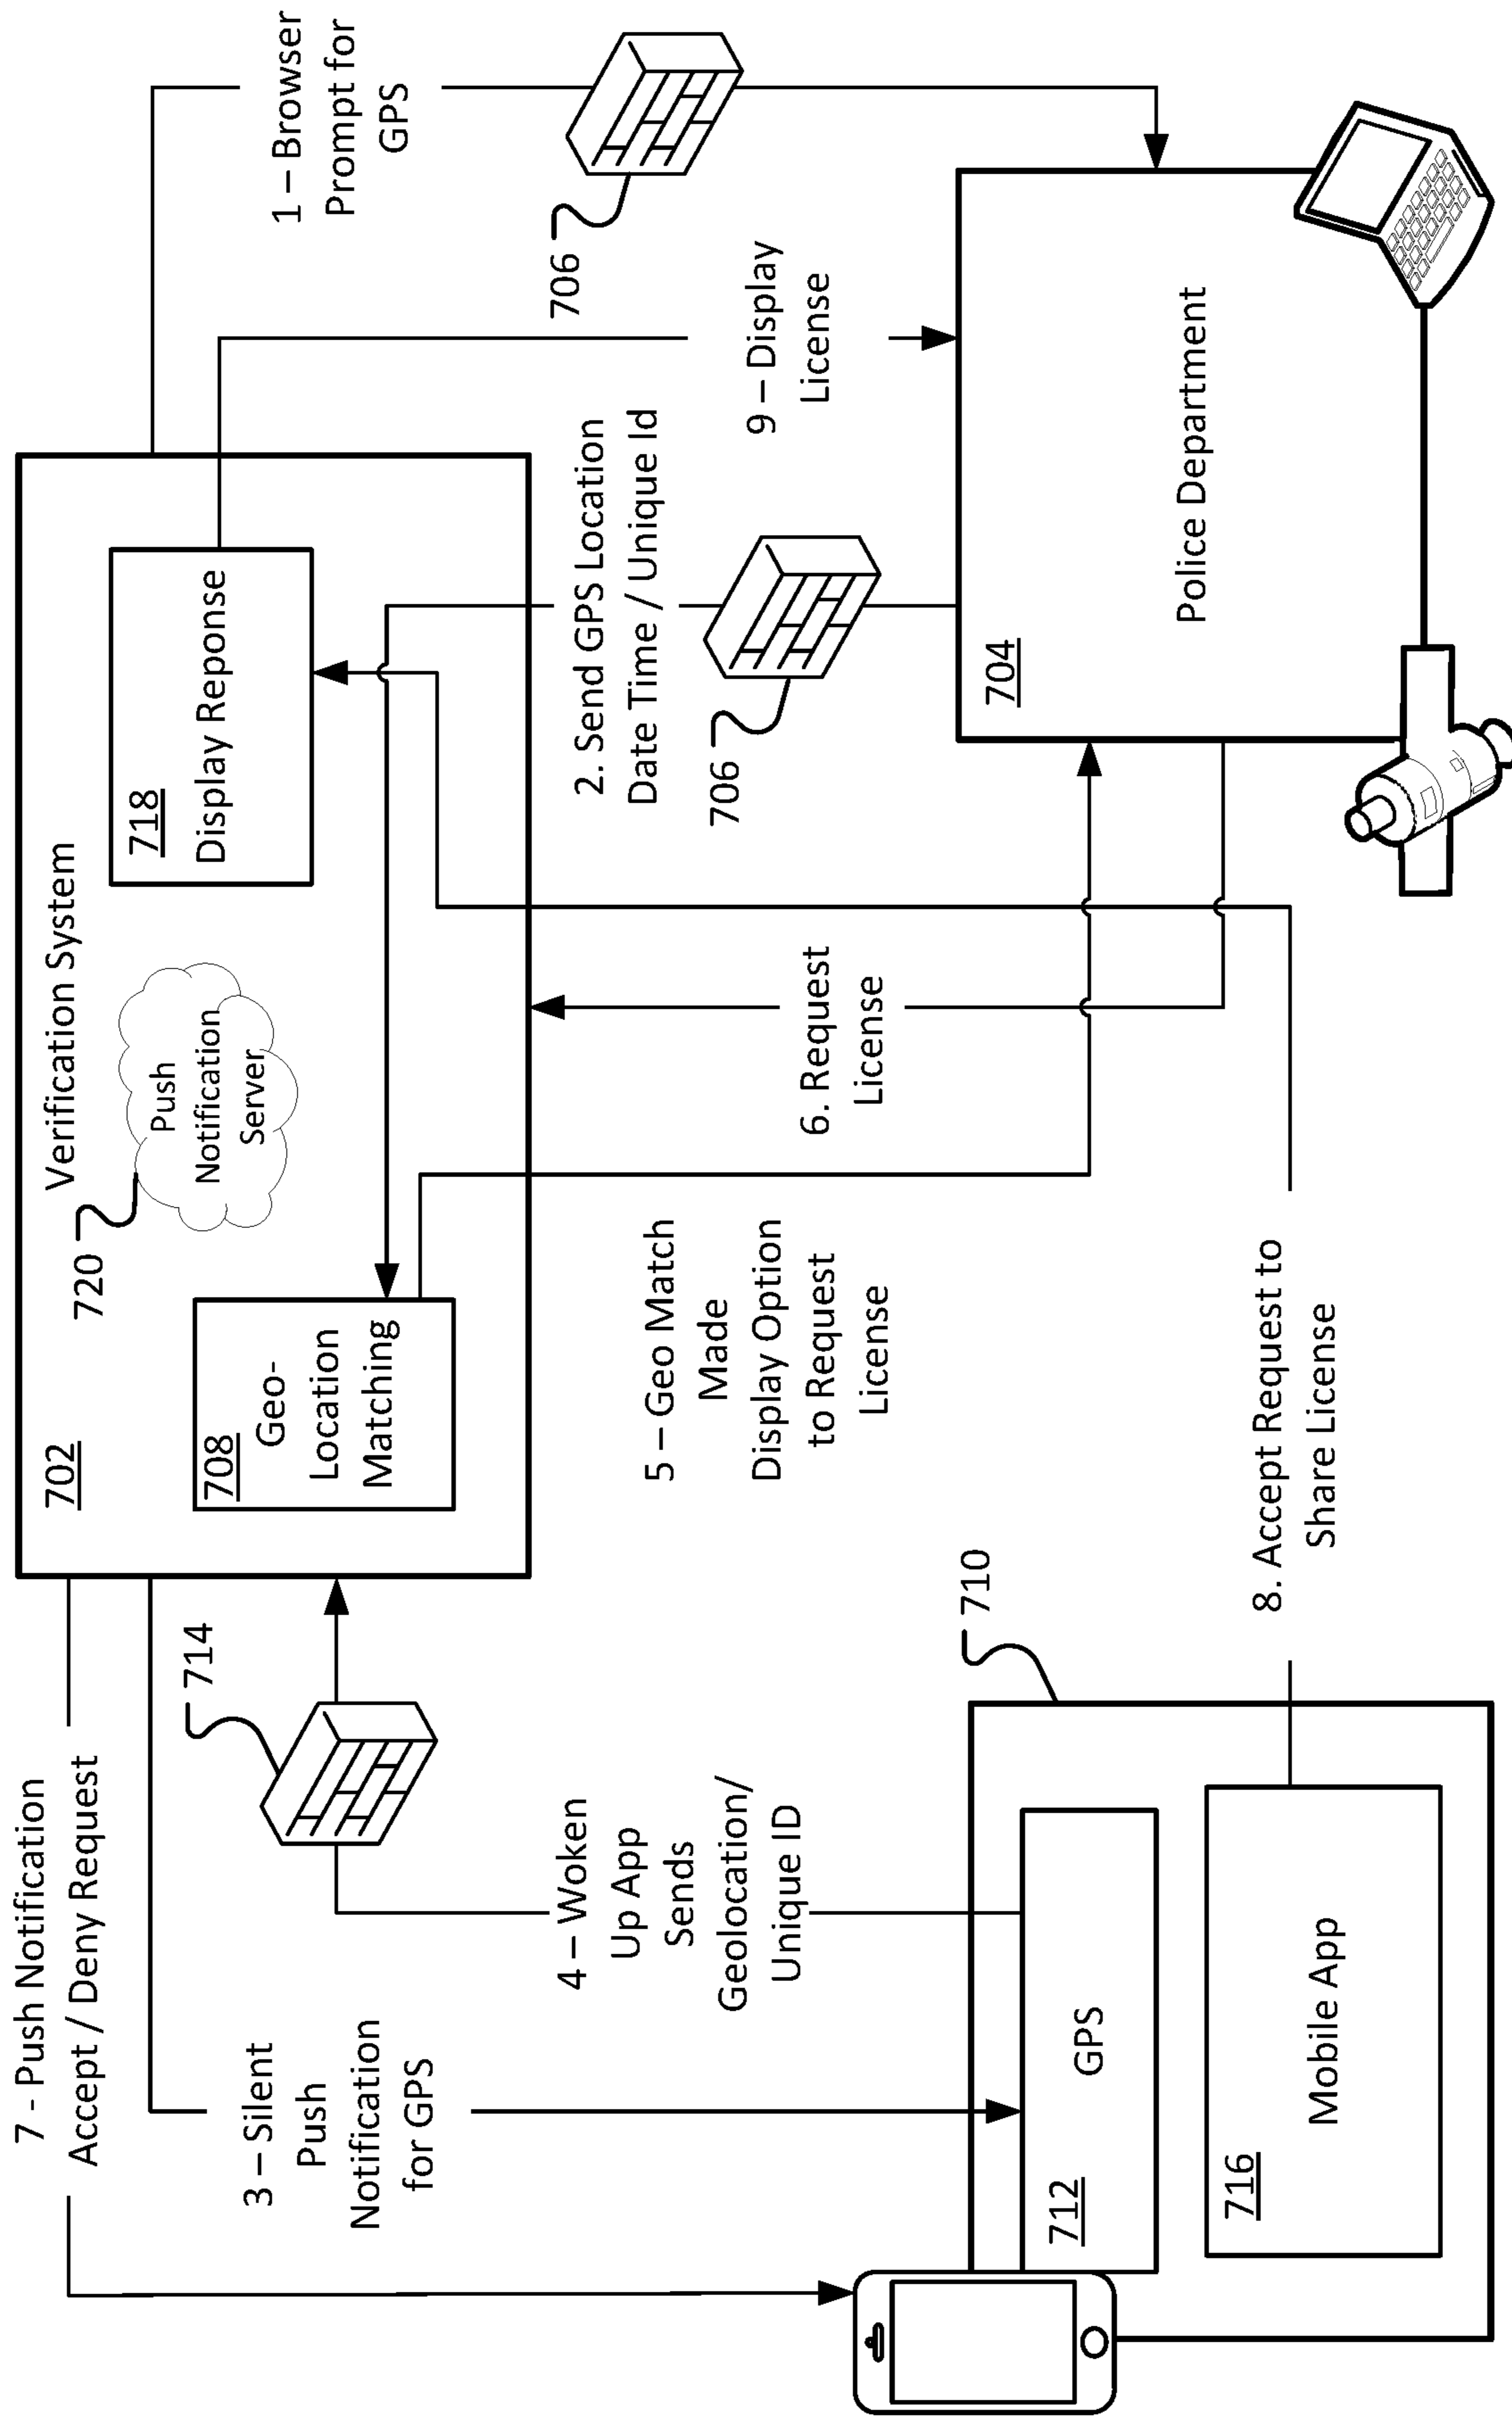 7 - Push Notification
Accept / Deny Request
3 – Silent
Push
Notification
for GPS
714
4 – Woken
Up App
Sends
Geolocation/
Unique ID
702
Verification System
720
Push
Notification
Server
708
Geo-
Location
Matching
718
Display Reponse
1 – Browser
Prompt for
GPS
706
2. Send GPS Location
Date Time / Unique Id
706
9 – Display
License
5 – Geo Match
Made
Display Option
to Request
License
6. Request
License
704
Police Department
710
712
GPS
716
Mobile App
8. Accept Request to
Share License